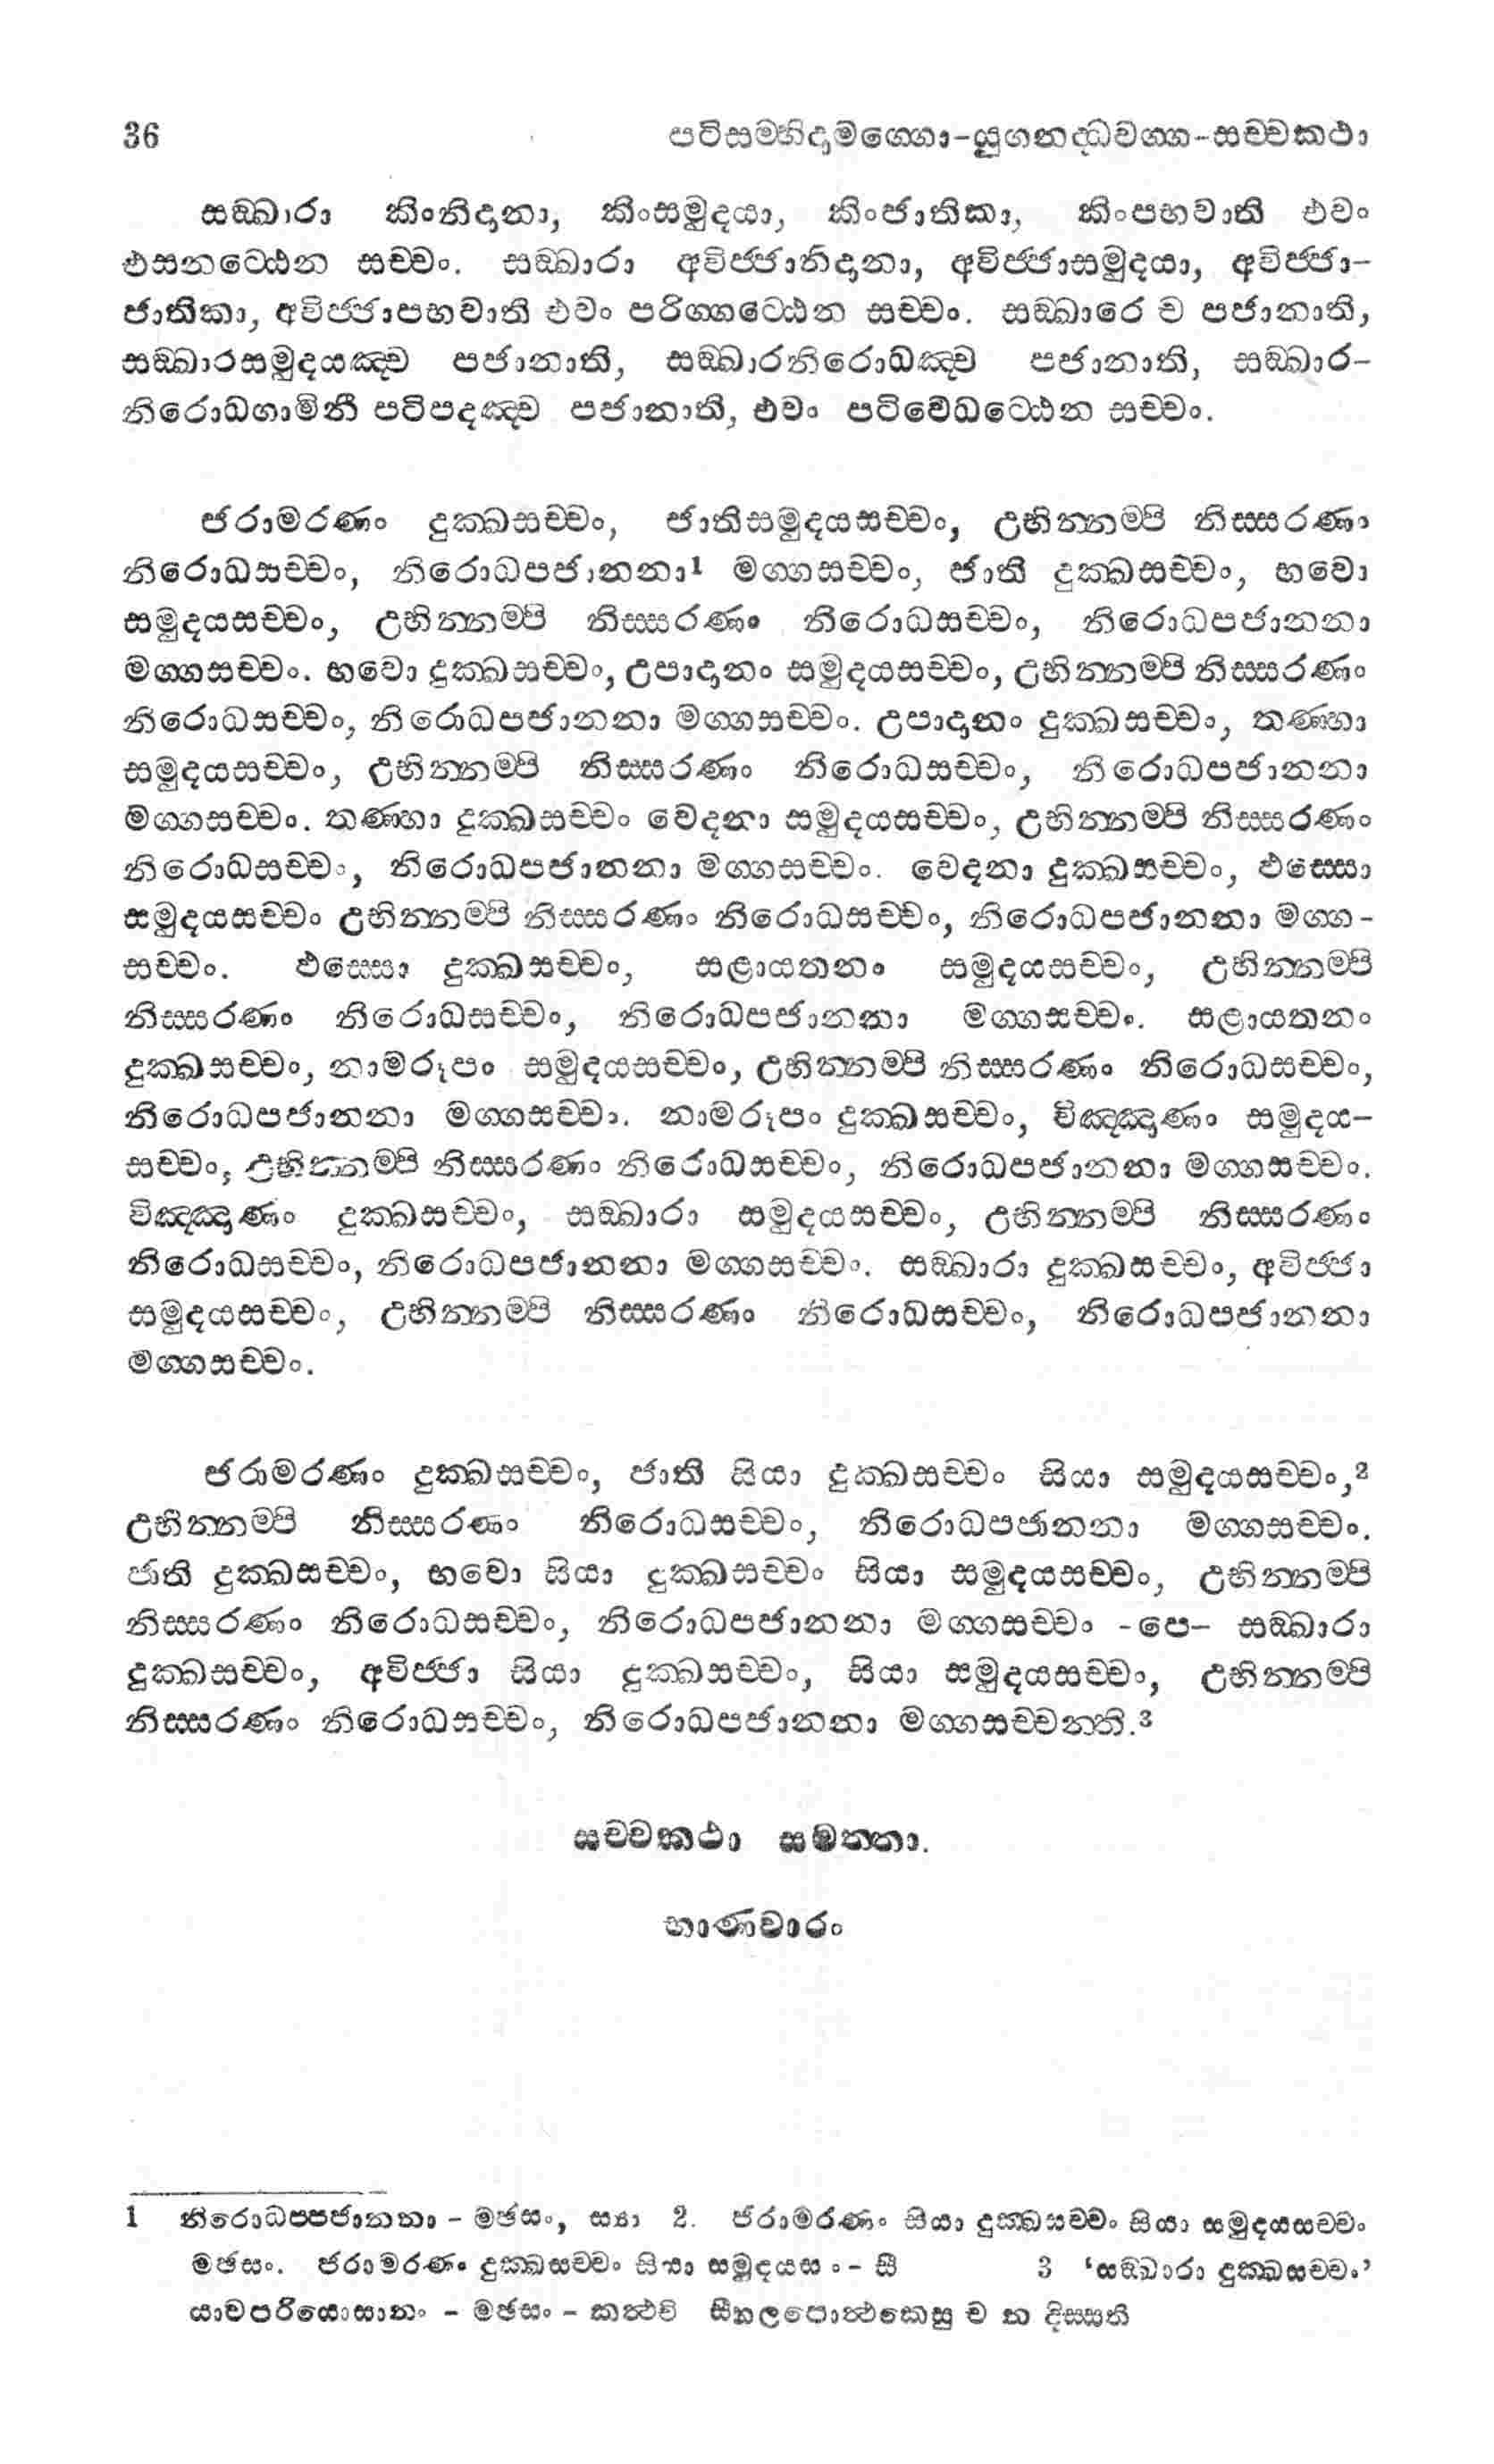 36 පටිසම්භිදාමග්ගො-යුගනද්ධවග්ග-සච්චකථා
සඞ්ඛාරා කිංනිදානා, කිංසමුදයා, කිංජාතිකා, කිංපභවාති එවං
එසනට්ඨෙන සච්චං. සඞ්ඛාරා අවිජ්ජානිදානා, අවිජ්ජාසමුදයා, අවිජ්ජා-
ජාතිකා, අවිජ්ජාපභවාති එවං පරිග්ගහට්ඨෙන සච්චං. සඞ්ඛාරෙ ච පජානාති,
සඞ්ඛාරසමුදයඤ්ච පජානාති, සඞ්ඛාරනිරොධඤ්ච පජානාති, සඞ්ඛාර-
නිරොධගාමිනී පටිපදඤ්ච පජානාති, එවං පටිවෙධට්ඨෙන සච්චං.
ජරාමරණං දුක්ඛසච්චං, ජාතිසමුදයසච්චං, උභින්නම්පි නිස්සරණා
නිරොධසච්චං, නිරොධපජානනා1 මග්ගසච්චං, ජාති දුක්ඛසච්චං, භවො
සමුදයසච්චං, උභින්නම්පි නිස්සරණං නිරොධසච්චං, නිරොධපජානනා
මග්ගසච්චං. භවො දුක්ඛසච්චං, උපාදානං සමුදයසච්චං, උභින්නම්පි නිස්සරණං
නිරොධසච්චං, නිරොධපජානනා මග්ගසච්චං. උපාදානං දුක්ඛසච්චං, තණ්හා
සමුදයසච්චං, උභින්නම්පි නිස්සරණං නිරොධසච්චං, නිරොධපජානනා
මග්ගසච්චං. තණ්හා දුක්ඛසච්චං වෙදනා සමුදයසච්චං, උභින්නම්පි නිස්සරණං
නිරොධසච්චං, නිරොධපජානනා මග්ගසච්චං. වෙදනා දුක්ඛසච්චං, ඵස්සො
සමුදයසච්චං උභින්නම්පි නිස්සරණං නිරොධසච්චං, නිරොධපජානනා මග්ග-
සච්චං. ඵස්සො දුක්ඛසච්චං, සළායතනං සමුදයසච්චං, උභින්නම්පි
නිස්සරණං නිරොධසච්චං, නිරොධපජානනා මග්ගසච්චං. සළායතනං
දුක්ඛසච්චං, නාමරූපං සමුදයසච්චං, උභින්නම්පි නිස්සරණං නිරොධසච්චං,
නිරොධපජානනා මග්ගසච්චං. නාමරූපං දුක්ඛසච්චං, විඤ්ඤාණං සමුදය-
සච්චං, උභින්නම්පි නිස්සරණං නිරොධසච්චං, නිරොධපජානනා මග්ගසච්චං.
විඤ්ඤාණං දුක්ඛසච්චං, සඞ්ඛාරා සමුදයසච්චං, උභින්නම්පි නිස්සරණං
නිරොධසච්චං, නිරොධපජානනා මග්ගසච්චං. සඞ්ඛාරා දුක්ඛසච්චං, අවිජ්ජා
සමුදයසච්චං, උභින්නම්පි නිස්සරණං නිරොධසච්චං, නිරොධපජානනා
මග්ගසච්චං.
ජරාමරණං දුක්ඛසච්චං, ජාති සියා දුක්ඛසච්චං සියා සමුදයසච්චං,2
උභින්නම්පි නිස්සරණං නිරොධසච්චං, නිරොධපජානනා මග්ගසච්චං.
ජාති දුක්ඛසච්චං, භවො සියා දුක්ඛසච්චං සියා සමුදයසච්චං, උභින්නම්පි
නිස්සරණං නිරොධසච්චං, නිරොධපජානනා මග්ගසච්චං -පෙ- සඞ්ඛාරා
දුක්ඛසච්චං, අවිජ්ජා සියා දුක්ඛසච්චං, සියා සමුදයසච්චං, උභින්නම්පි
නිස්සරණං නිරොධසච්චං, නිරොධපජානනා මග්ගසච්චන්ති.3
සච්චකථා සමත්තා.
භාණවාරං
1 නිරොධප්පජානනා - මඡසං, ස්‍යා 2. ජරාමරණං සියා දුක්ඛසච්චං සියා සමුදයසච්චං
මඡසං. ජරාමරණං දුක්ඛසච්චං සියා සමුදයස ං - සී 3 'සඞ්ඛාරා දුක්ඛසච්චං'
යාවපරියොසානං - මඡසං - කත්ථචි සීහලපොත්ථකෙසු ච න දිස්සති